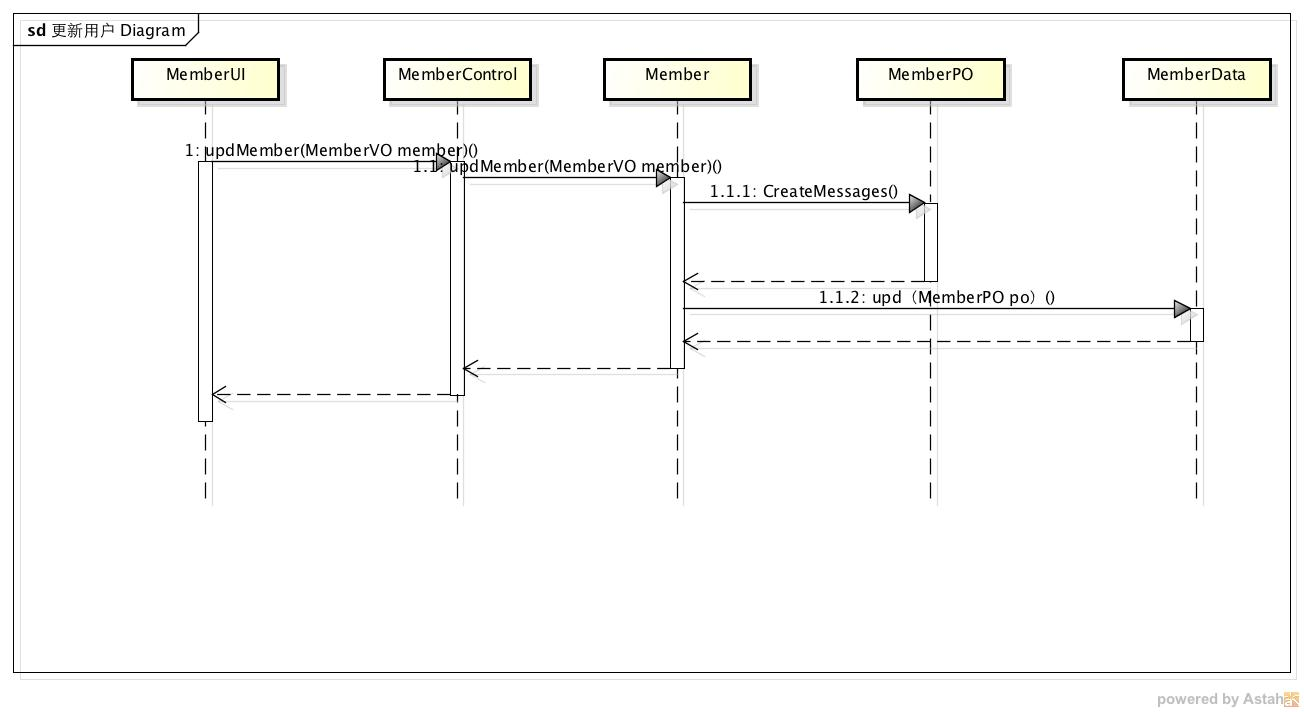 sd 更新用户 Diagram
MemberUI
MemberControl
Member
MemberPO
MemberData
1: updMember(MemberVO member)()
1.1: updMember(MemberVO member)()
1.1.1: CreateMessages()
1.1.2: upd（MemberPO po）()
powered by Astah